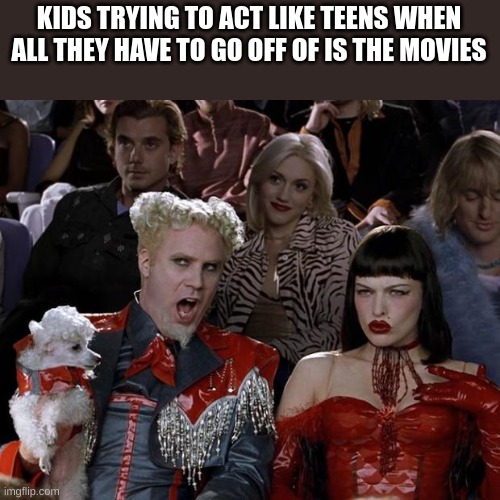 KIDS TRYING TO ACT LIKE TEENS WHEN
ALL THEY HAVE TO GO OFF OF IS THE MOVIES
imgflip.com